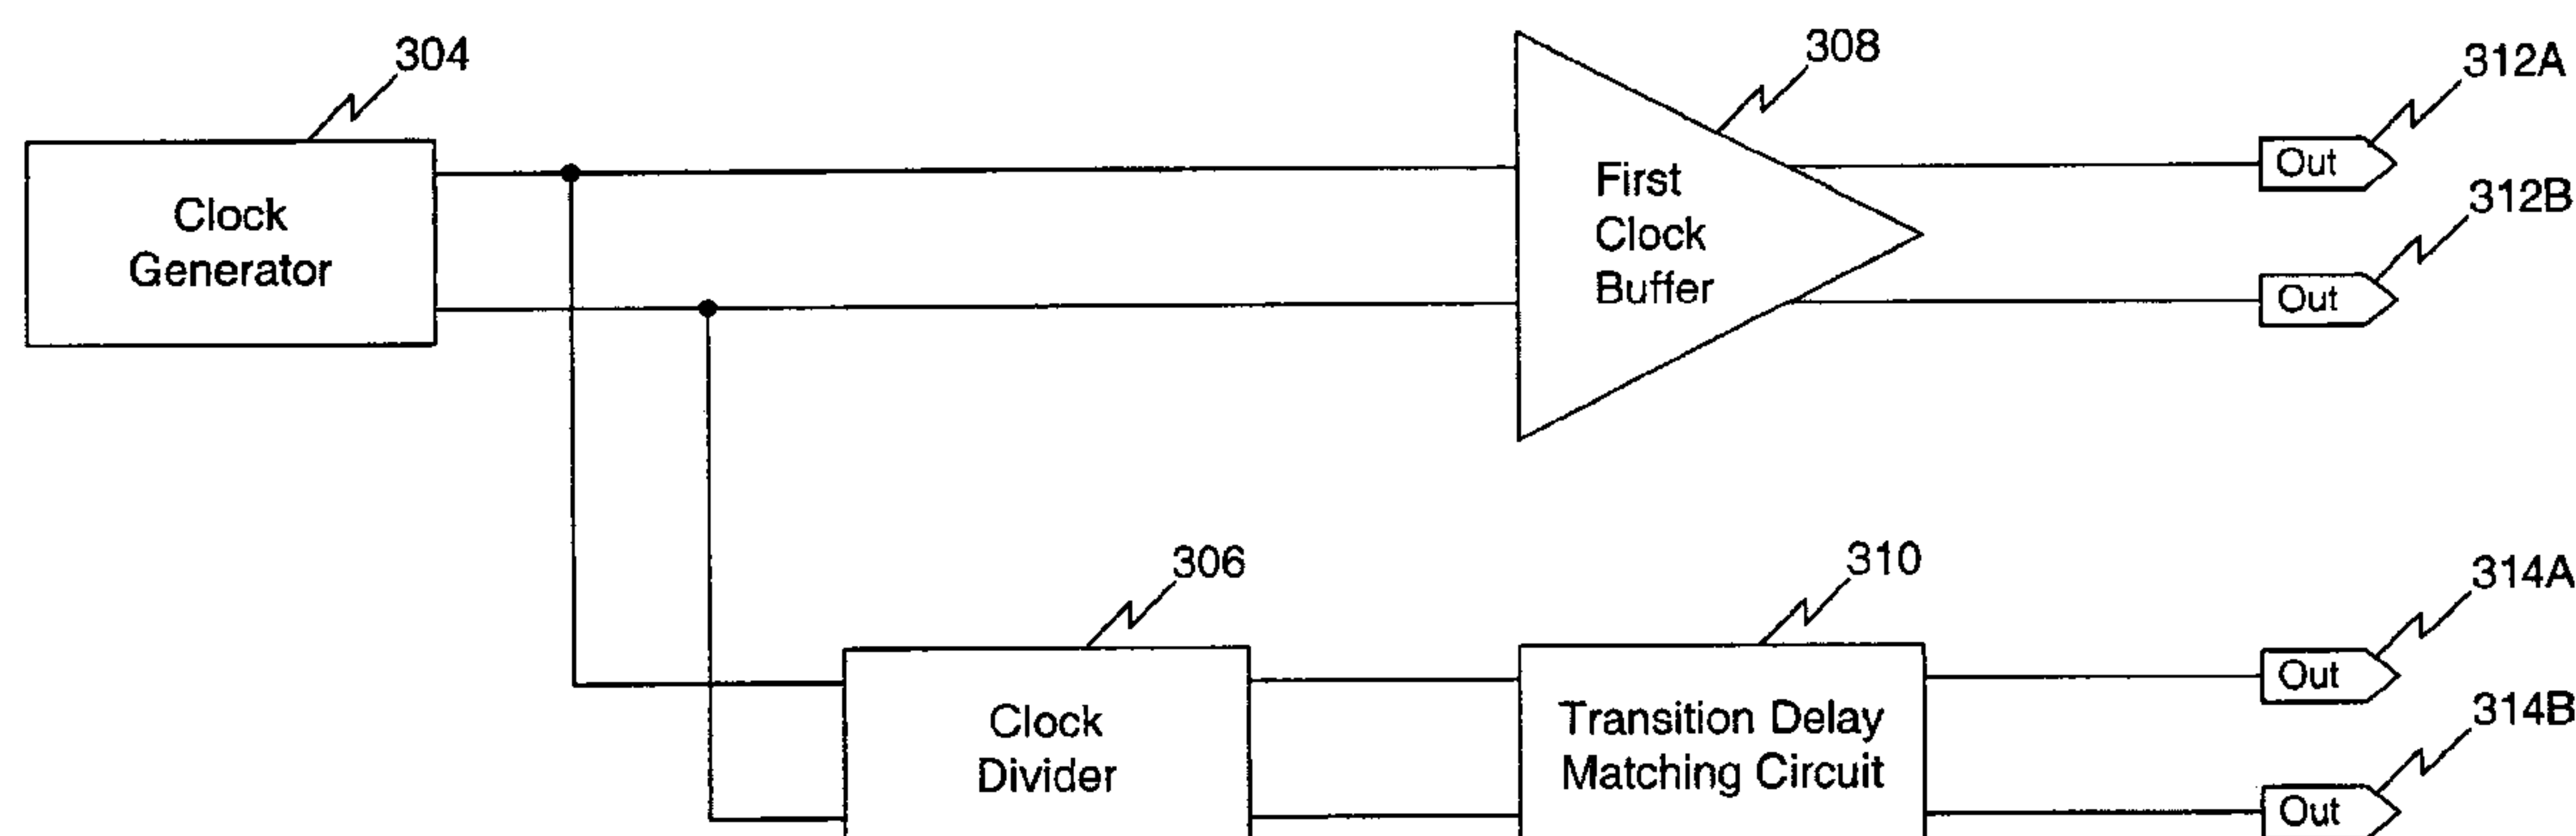 304
308
312A
Clock
Generator
First
Clock
Buffer
Out
312B
Out
306
310
314A
Clock
Divider
Transition Delay
Matching Circuit
Out
314B
Out